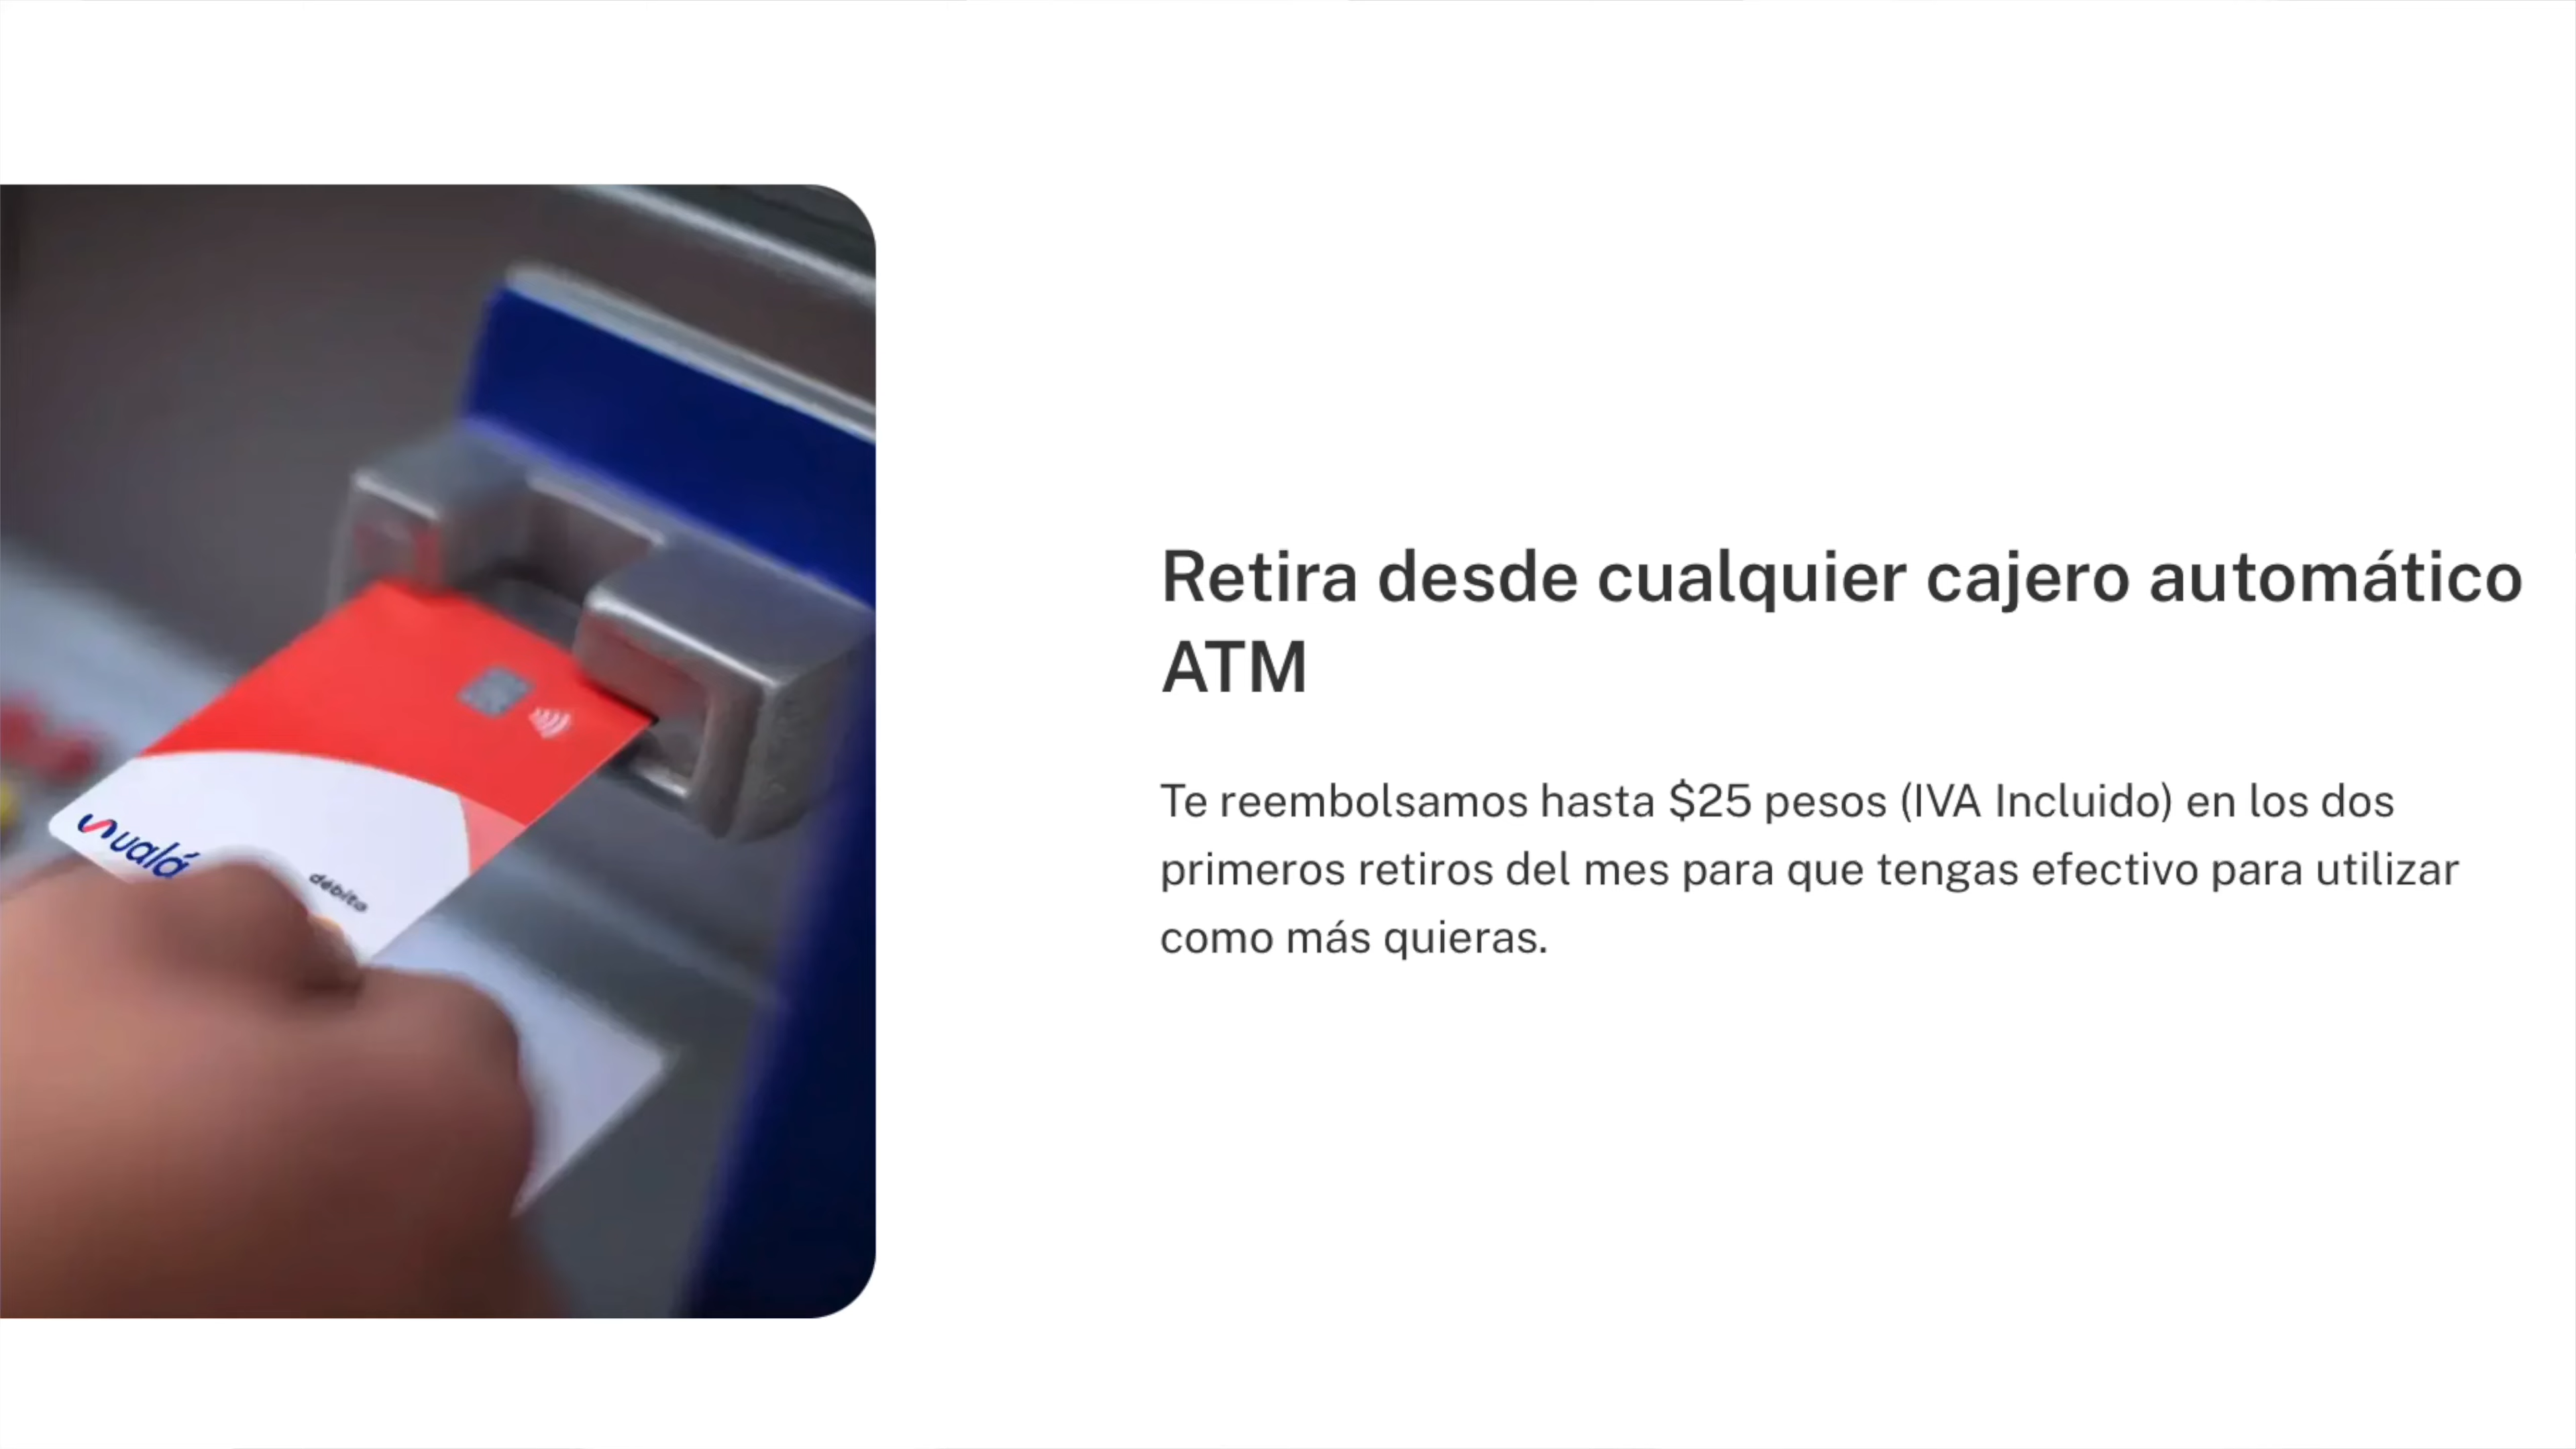 Retira desde cualquier cajero automático
ATM
Te reembolsamos hasta $25 pesos (IVA Incluido) en los dos
primeros retiros del mes para que tengas efectivo para utilizar
como más quieras.
ualá
débito